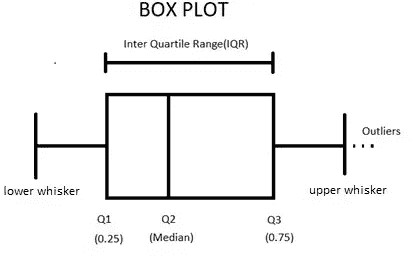 BOX PLOT
Inter Quartile Range(IQR)
Outliers
lower whisker
upper whisker
Q1
Q2
Q3
(0.25)
(Median)
(0.75)